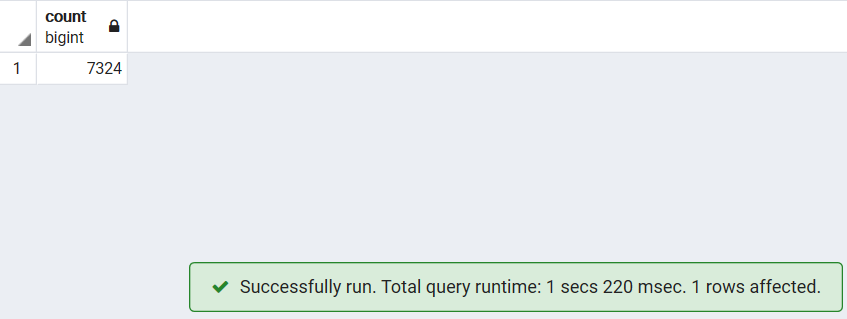 count
bigint
1 7324
Successfully run. Total query runtime: 1 secs 220 msec. 1 rows affected.